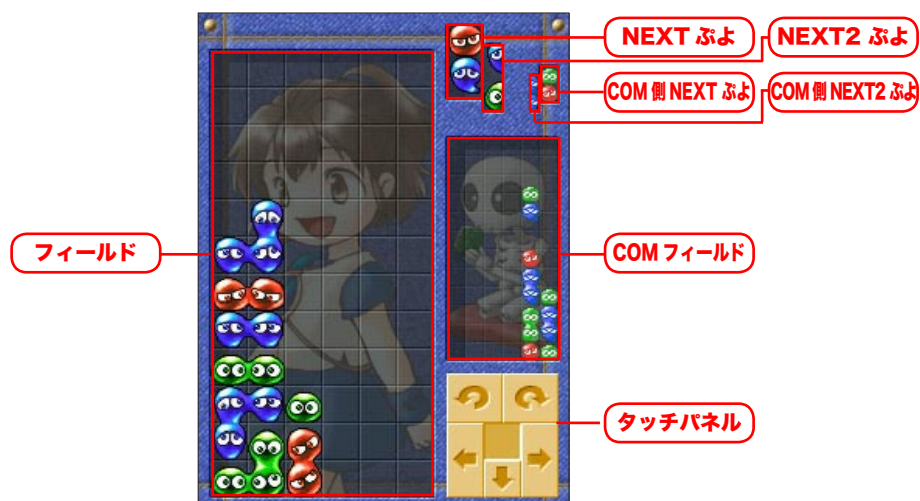 NEXT ぷよ
NEXT2 ぷよ
COM 側 NEXT ぷよ
COM 側 NEXT2 ぷよ
フィールド
COM フィールド
タッチパネル